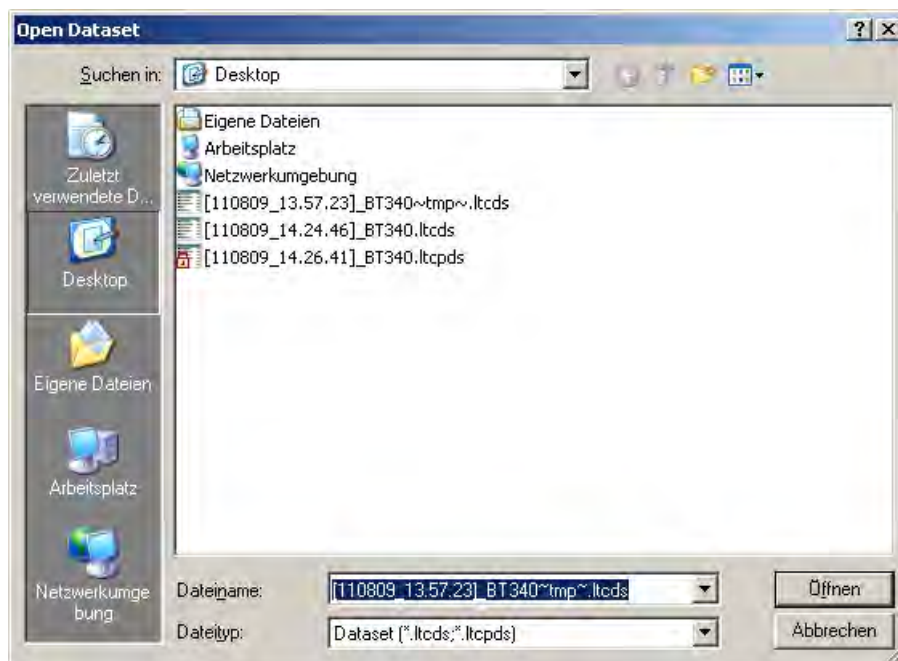 Open Dataset
Suchen in:
Desktop
Zuletzt
verwendete D...
Desktop
Eigene Dateien
Arbeitsplatz
Netzwerkumge
bung
Eigene Dateien
Arbeitsplatz
Netzwerkumgebung
[110809_13.57.23]_BT340~tmp~.ltcds
[110809_14.24.46]_BT340.ltcds
[110809_14.26.41]_BT340.ltcpds
Dateiname:
[110809_13.57.23]_BT340~tmp~.ltcds
Öffnen
Dateityp:
Dataset (*.ltcds;*.ltcpds)
Abbrechen